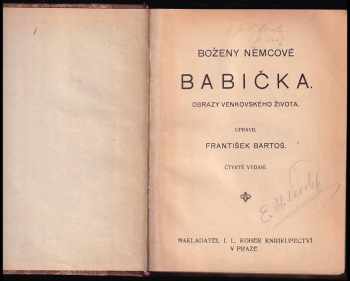 BOŽENY NĚMCOVÉ
BABIČKA.
OBRAZY VENKOVSKÉHO ŽIVOTA.
UPRAVIL
FRANTIŠEK BARTOŠ.
ČTVRTÉ VYDÁNÍ.
NAKLADATEL I. L. KOBER KNIHKUPECTVÍ
V PRAZE